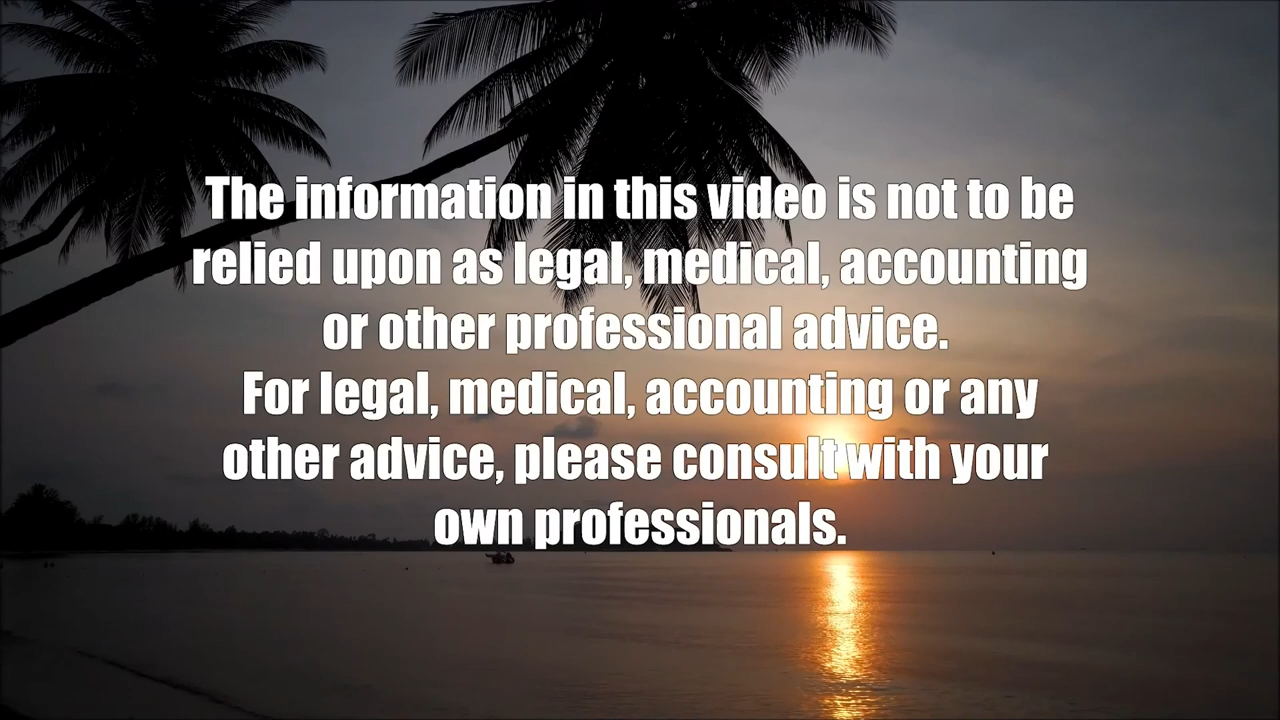 The information in this video is not to be
relied upon as legal, medical, accounting
or other professional advice.
For legal, medical, accounting or any
other advice, please consult with your
own professionals.